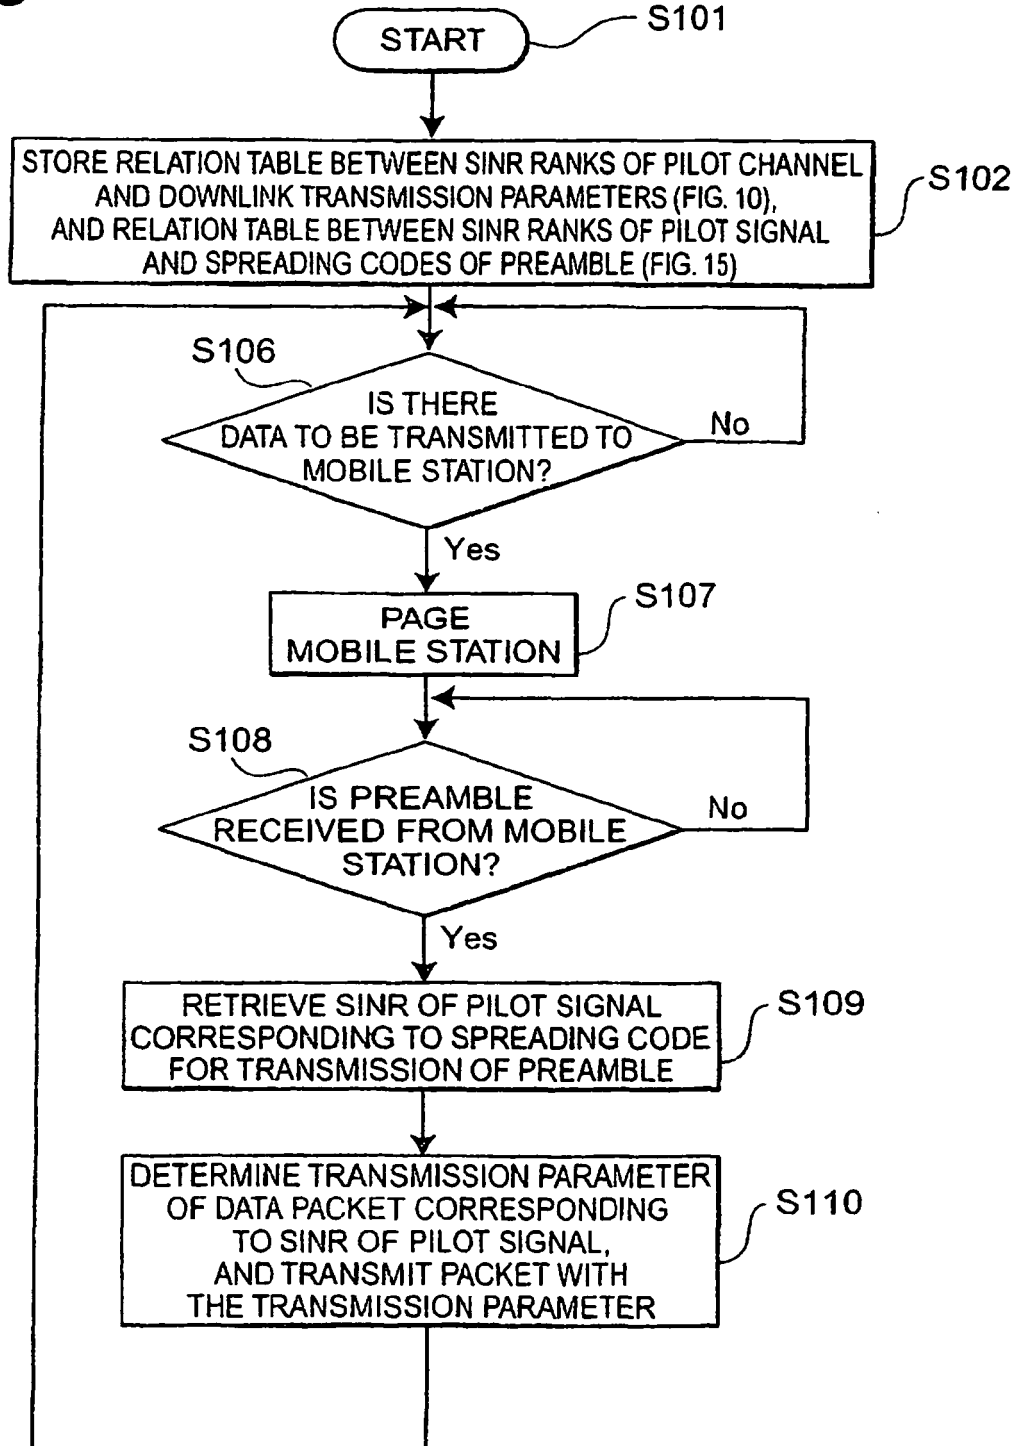 START
S101
STORE RELATION TABLE BETWEEN SINR RANKS OF PILOT CHANNEL
AND DOWNLINK TRANSMISSION PARAMETERS (FIG. 10),
AND RELATION TABLE BETWEEN SINR RANKS OF PILOT SIGNAL
AND SPREADING CODES OF PREAMBLE (FIG. 15)
S102
S106
IS THERE
DATA TO BE TRANSMITTED TO
MOBILE STATION?
No
Yes
PAGE
MOBILE STATION
S107
S108
IS PREAMBLE
RECEIVED FROM MOBILE
STATION?
No
Yes
RETRIEVE SINR OF PILOT SIGNAL
CORRESPONDING TO SPREADING CODE
FOR TRANSMISSION OF PREAMBLE
S109
DETERMINE TRANSMISSION PARAMETER
OF DATA PACKET CORRESPONDING
TO SINR OF PILOT SIGNAL,
AND TRANSMIT PACKET WITH
THE TRANSMISSION PARAMETER
S110